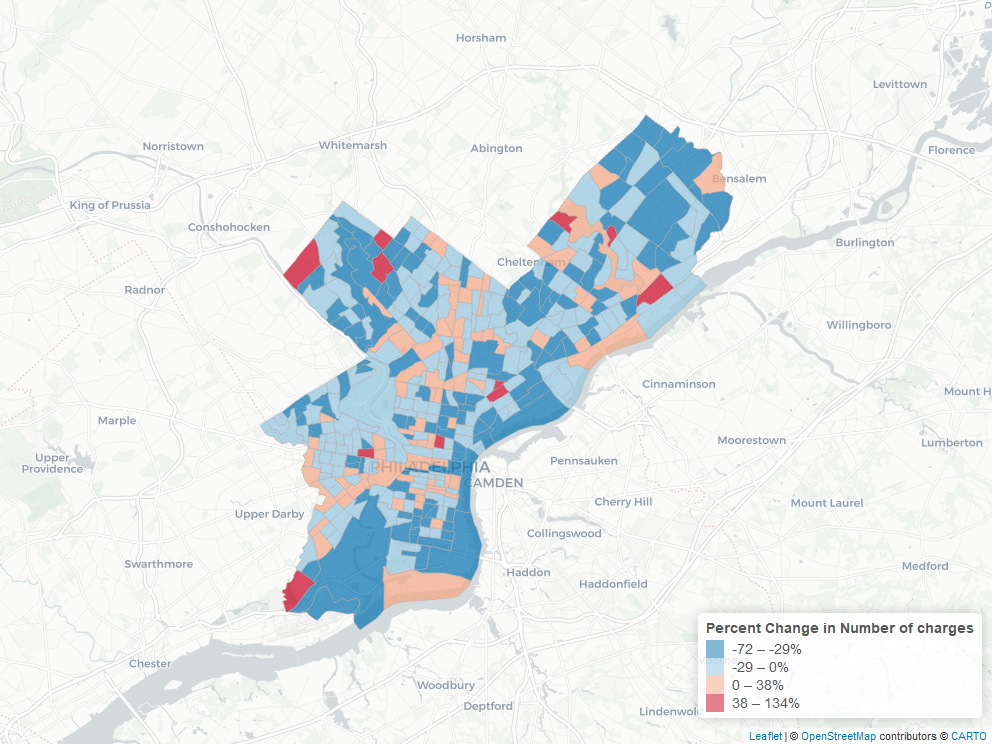 Horsham
Levittown
Norristown
Whitemarsh
Abington
Florence
Bensalem
King of Prussia
Conshohocken
Burlington
Cheltenham
Radnor
Willingboro
Cinnaminson
Mount H
Marple
Moorestown
Lumberton
Upper
Providence
PHILADELPHIA
Pennsauken
CAMDEN
Cherry Hill
Mount Laurel
Upper Darby
Collingswood
Swarthmore
Medford
Haddon
Haddonfield
Chester
Woodbury
Deptford
Lindenwol
Percent Change in Number of charges
-72 – -29%
-29 – 0%
0 – 38%
38 – 134%
Leaflet | © OpenStreetMap contributors © CARTO